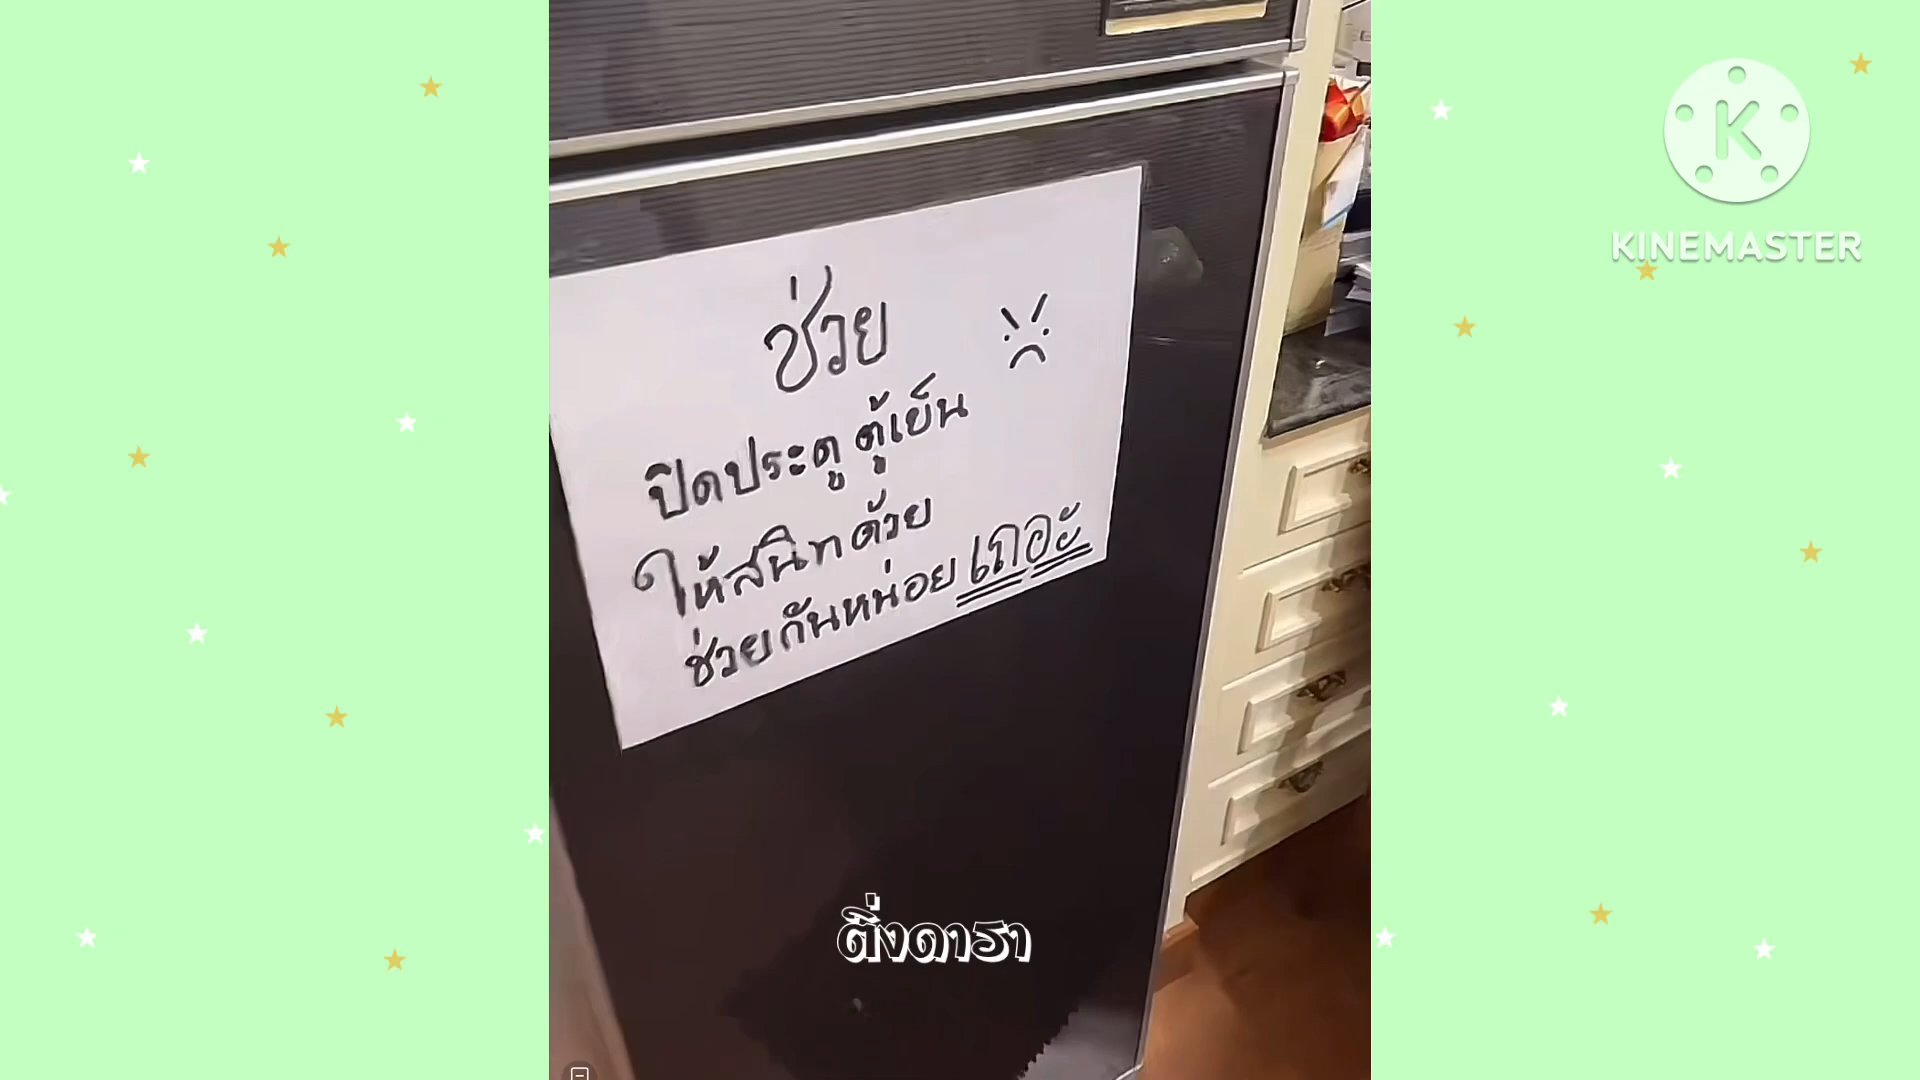 ช่วย
ปิดประตู ตู้เย็น
ให้สนิทด้วย
ช่วยกันหน่อย เถอะ
ติ่งดารา
K
KINEMASTER